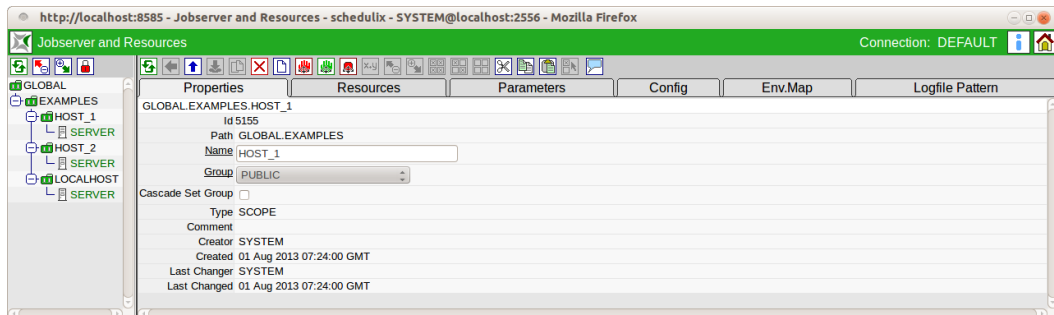 http://localhost:8585 - Jobserver and Resources - schedulix - SYSTEM@localhost:2556 - Mozilla Firefox
Jobserver and Resources Connection: DEFAULT
GLOBAL
EXAMPLES
HOST_1
SERVER
HOST_2
SERVER
LOCALHOST
SERVER
Properties Resources Parameters Config Env.Map Logfile Pattern
GLOBAL.EXAMPLES.HOST_1
Id 5155
Path GLOBAL.EXAMPLES
Name HOST_1
Group PUBLIC
Cascade Set Group
Type SCOPE
Comment
Creator SYSTEM
Created 01 Aug 2013 07:24:00 GMT
Last Changer SYSTEM
Last Changed 01 Aug 2013 07:24:00 GMT